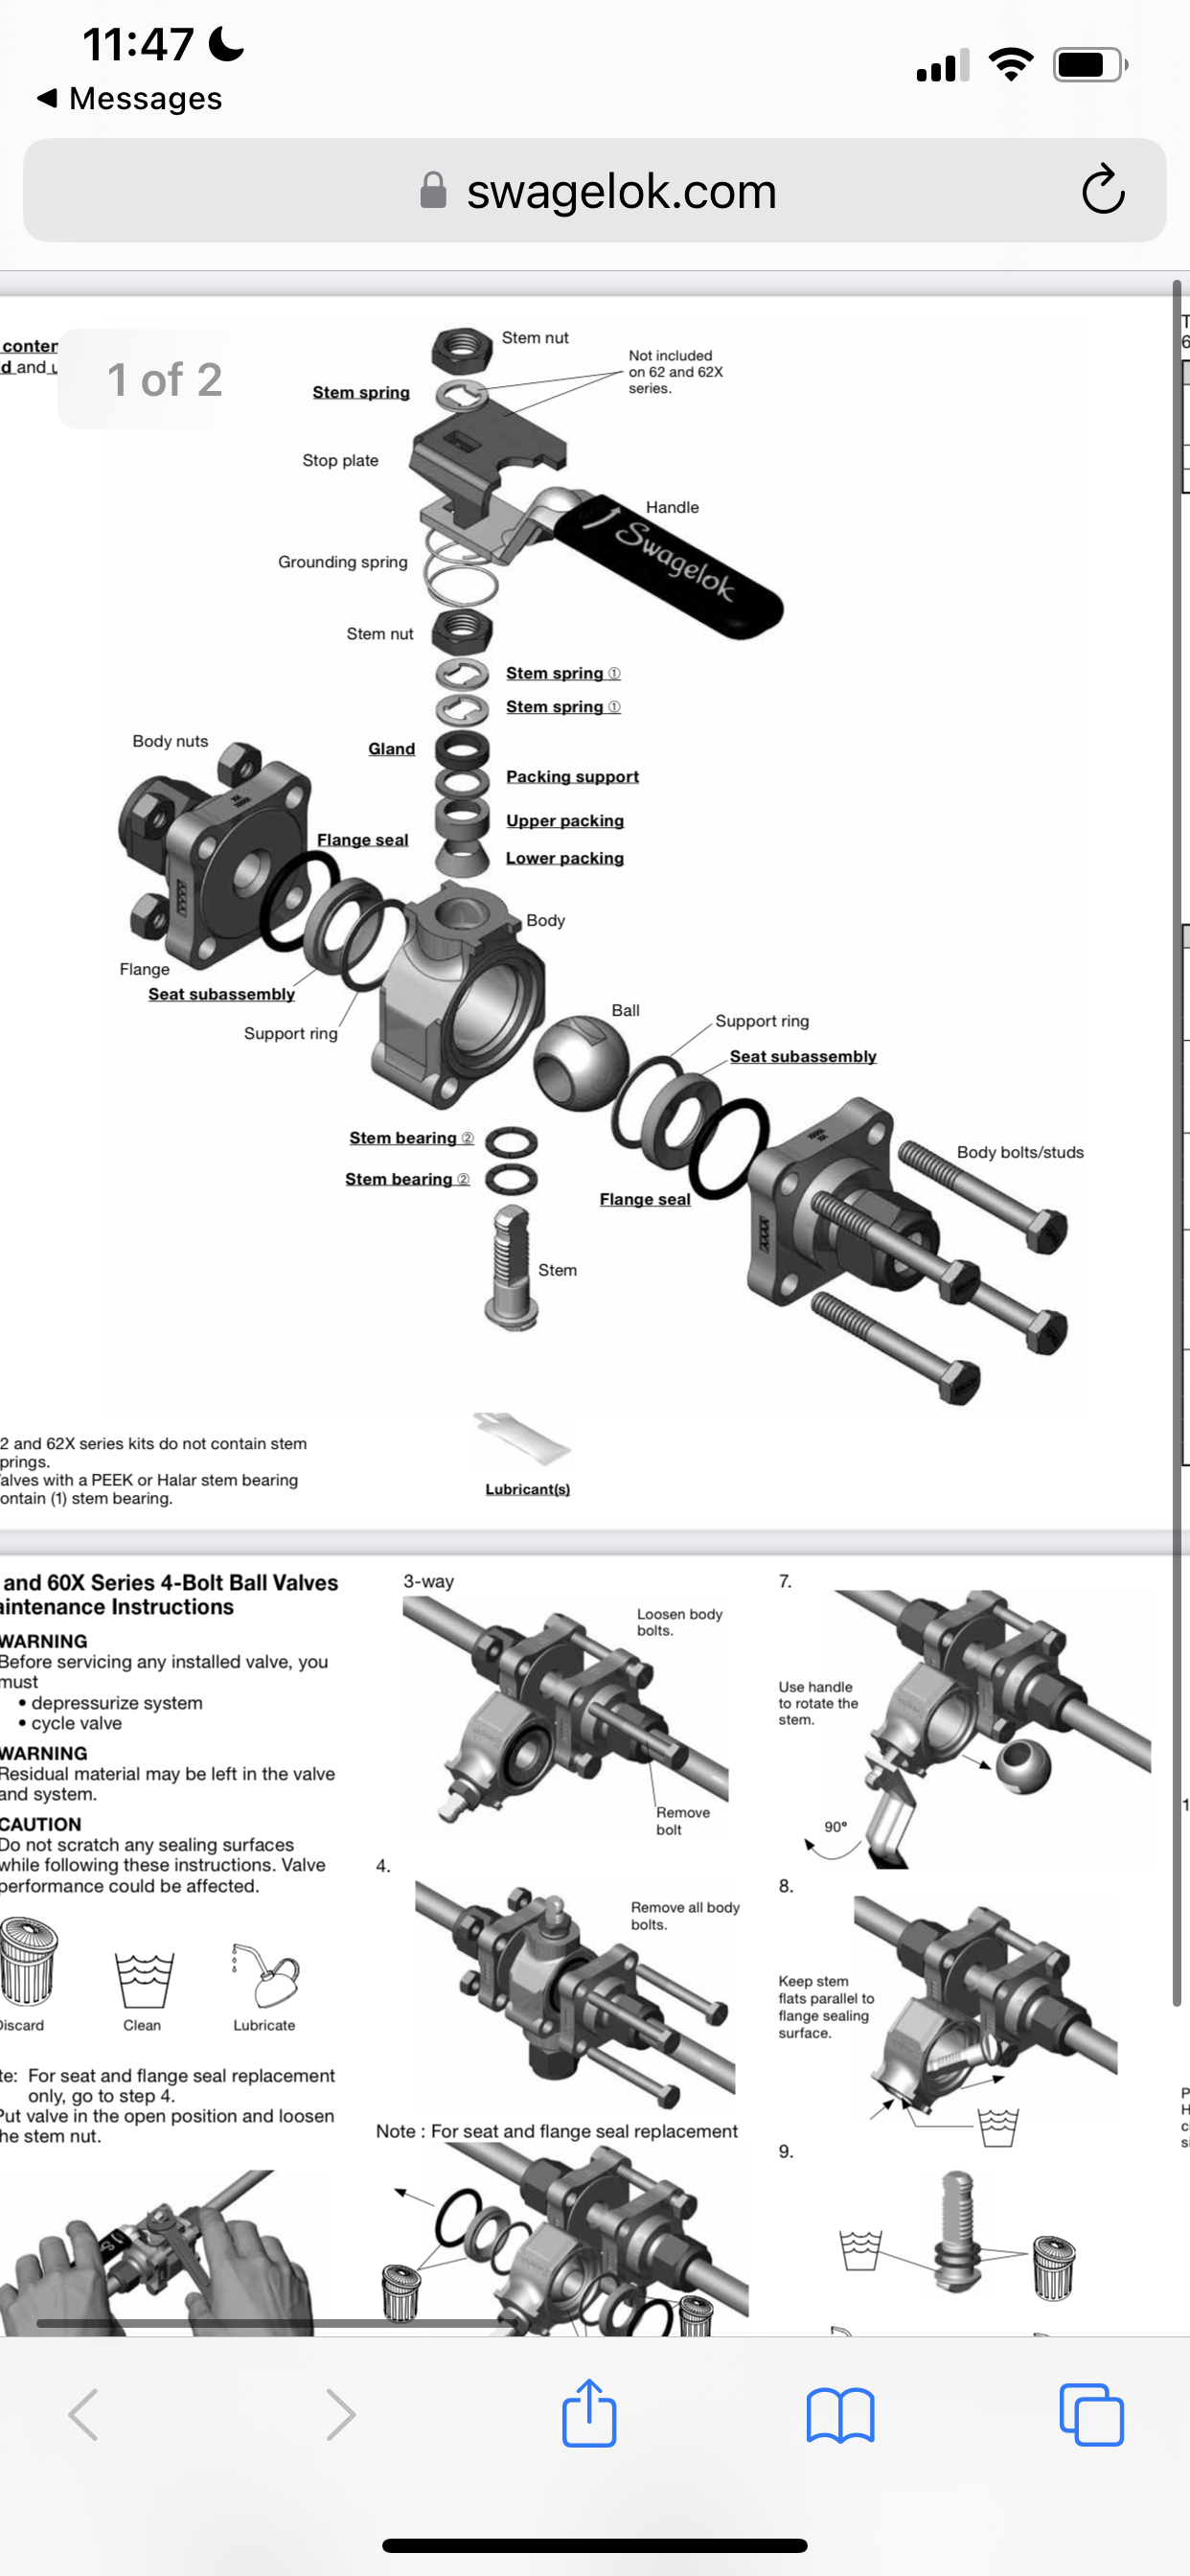 11:47
◀ Messages
swagelok.com
1 of 2
Stem nut
Not included
on 62 and 62X
series.
Stem spring
Stop plate
Handle
Swagelok
Grounding spring
Stem nut
Stem spring ①
Stem spring ①
Body nuts
Gland
Packing support
Upper packing
Flange seal
Lower packing
Body
Flange
Seat subassembly
Support ring
Ball
Support ring
Seat subassembly
Stem bearing ②
Stem bearing ②
Body bolts/studs
Flange seal
Stem
2 and 62X series kits do not contain stem
prings.
alves with a PEEK or Halar stem bearing
ontain (1) stem bearing.
Lubricant(s)
and 60X Series 4-Bolt Ball Valves
aintenance Instructions
WARNING
Before servicing any installed valve, you
must
• depressurize system
• cycle valve
WARNING
Residual material may be left in the valve
and system.
CAUTION
Do not scratch any sealing surfaces
while following these instructions. Valve
performance could be affected.
Discard
Clean
Lubricate
te: For seat and flange seal replacement
only, go to step 4.
Put valve in the open position and loosen
he stem nut.
3-way
Loosen body
bolts.
Remove
bolt
4.
Remove all body
bolts.
Note : For seat and flange seal replacement
7.
Use handle
to rotate the
stem.
90°
8.
Keep stem
flats parallel to
flange sealing
surface.
9.